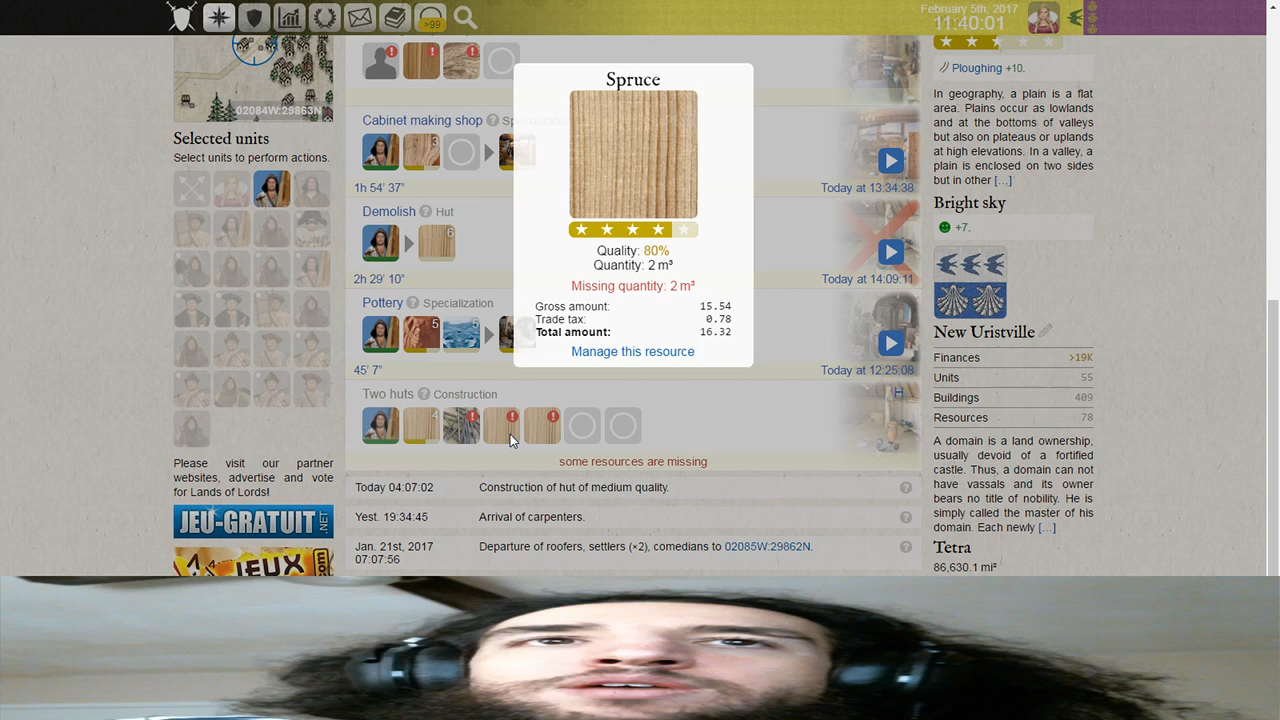 February 5th, 2017
11:40:01
>99
02084W:29863N
Selected units
Select units to perform actions.
Please visit our partner
websites, advertise and vote
for Lands of Lords!
JEU-GRATUIT.NET
JEUX.com
Cabinet making shop ? Sp
3
1h 54' 37"
Today at 13:34:38
Demolish ? Hut
6
2h 29' 10"
Today at 14:09:11
Pottery ? Specialization
5
45' 7"
Today at 12:25:08
Two huts ? Construction
4
H
some resources are missing
Today 04:07:02 Construction of hut of medium quality. ?
Yest. 19:34:45 Arrival of carpenters. ?
Jan. 21st, 2017 Departure of roofers, settlers (×2), comedians to 02085W:29862N. ?
07:07:56
Spruce
Quality: 80%
Quantity: 2 m³
Missing quantity: 2 m³
Gross amount: 15.54
Trade tax: 0.78
Total amount: 16.32
Manage this resource
Ploughing +10.
In geography, a plain is a flat
area. Plains occur as lowlands
and at the bottoms of valleys
but also on plateaus or uplands
at high elevations. In a valley, a
plain is enclosed on two sides
but in other [...]
Bright sky
+7.
New Uristville
Finances >19K
Units 55
Buildings 409
Resources 78
A domain is a land ownership,
usually devoid of a fortified
castle. Thus, a domain can not
have vassals and its owner
bears no title of nobility. He is
simply called the master of his
domain. Each newly [...]
Tetra
86,630.1 mi²